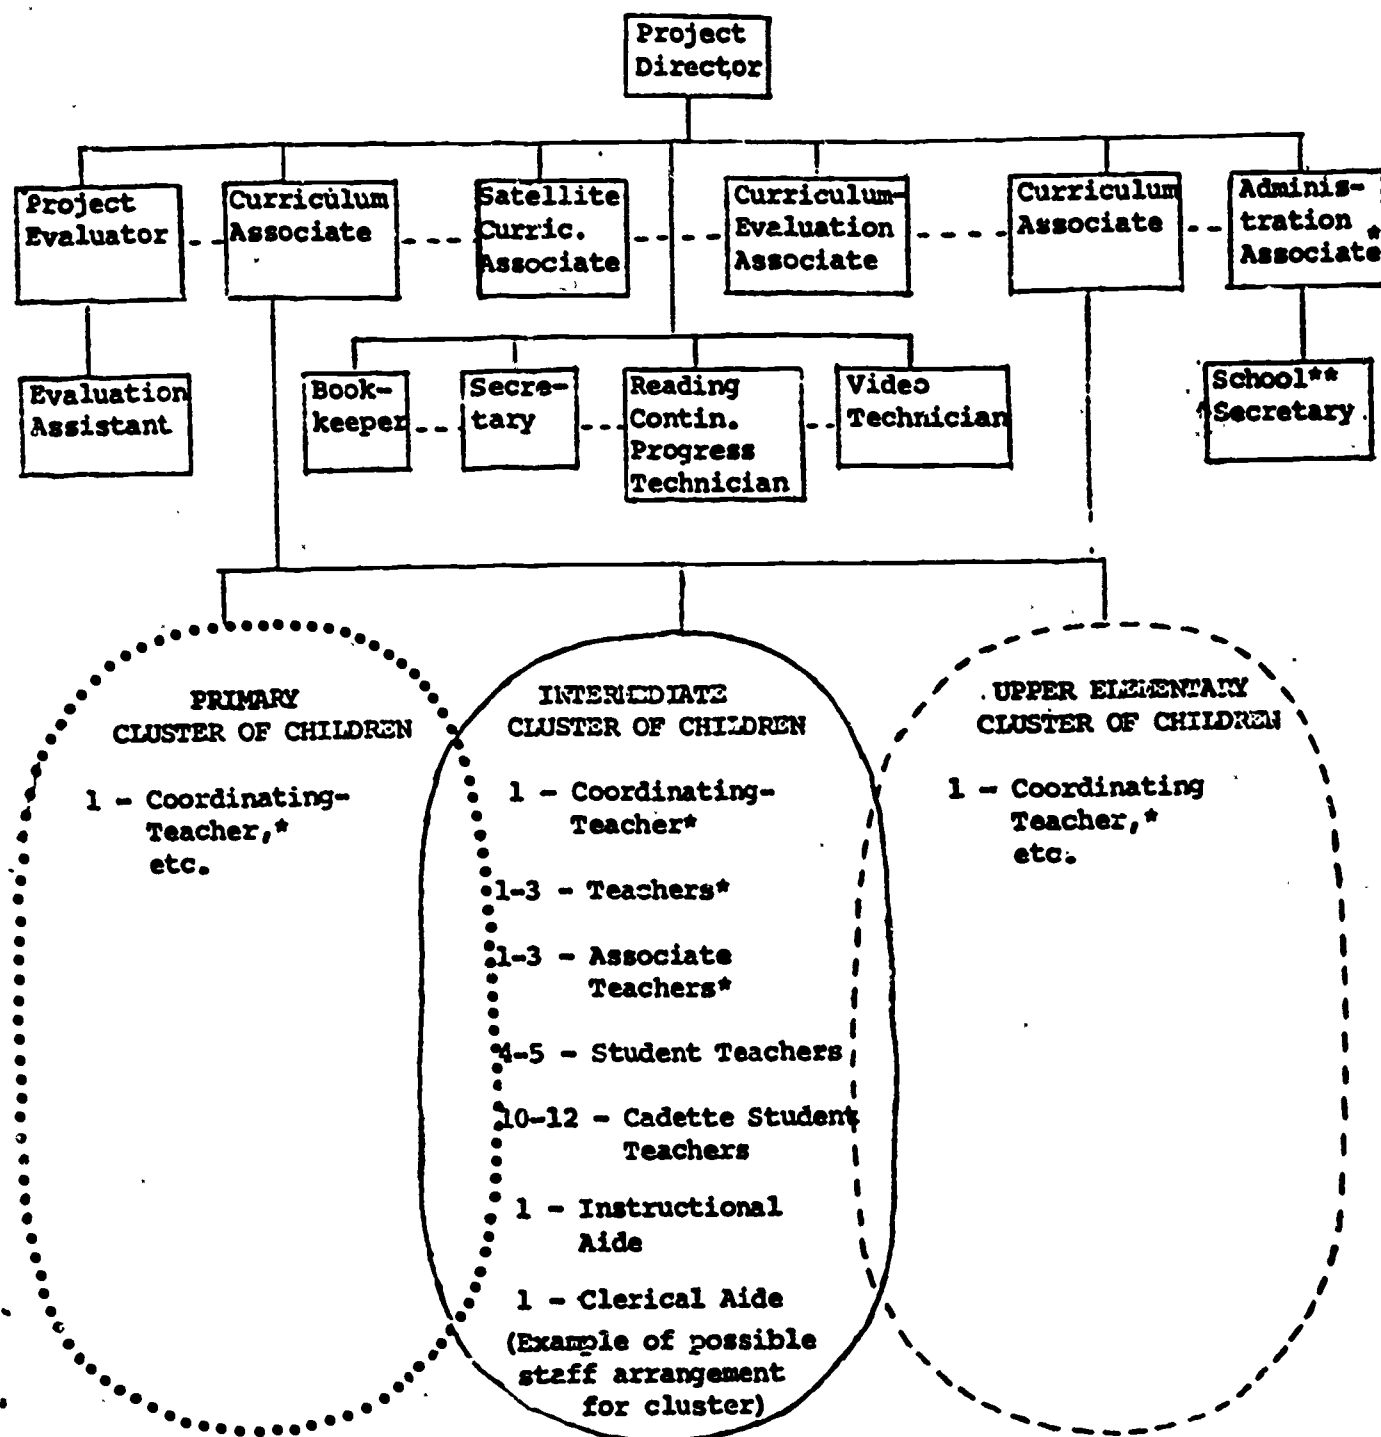 Project
Director
Project
Evaluator
Curriculum
Associate
Satellite
Curric.
Associate
Curriculum-
Evaluation
Associate
Curriculum
Associate
Adminis-
tration
Associate*
Evaluation
Assistant
Book-
keeper
Secre-
tary
Reading
Contin.
Progress
Technician
Video
Technician
School**
Secretary
PRIMARY
CLUSTER OF CHILDREN
1 - Coordinating-
Teacher,*
etc.
INTERMEDIATE
CLUSTER OF CHILDREN
1 - Coordinating-
Teacher*
1-3 - Teachers*
1-3 - Associate
Teachers*
4-5 - Student Teachers
10-12 - Cadette Student
Teachers
1 - Instructional
Aide
1 - Clerical Aide
(Example of possible
staff arrangement
for cluster)
UPPER ELEMENTARY
CLUSTER OF CHILDREN
1 - Coordinating
Teacher,*
etc.